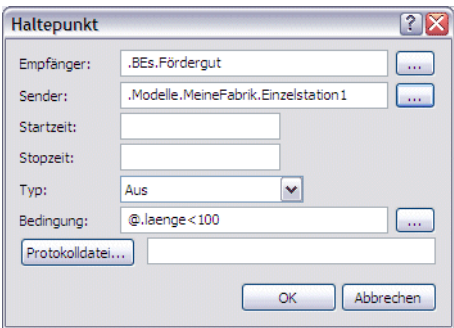 Haltepunkt
Empfänger: .BEs.Fördergut ...
Sender: .Modelle.MeineFabrik.Einzelstation1 ...
Startzeit:
Stopzeit:
Typ: Aus
Bedingung: @.laenge<100 ...
Protokolldatei...
OK Abbrechen